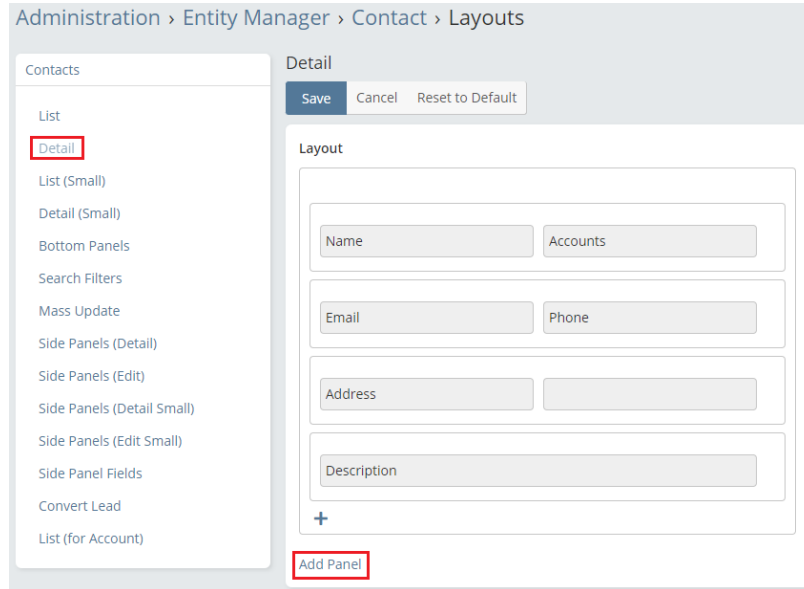 Administration › Entity Manager › Contact › Layouts
Contacts
List
Detail
List (Small)
Detail (Small)
Bottom Panels
Search Filters
Mass Update
Side Panels (Detail)
Side Panels (Edit)
Side Panels (Detail Small)
Side Panels (Edit Small)
Side Panel Fields
Convert Lead
List (for Account)
Detail
Save Cancel Reset to Default
Layout
Name Accounts
Email Phone
Address
Description
+
Add Panel